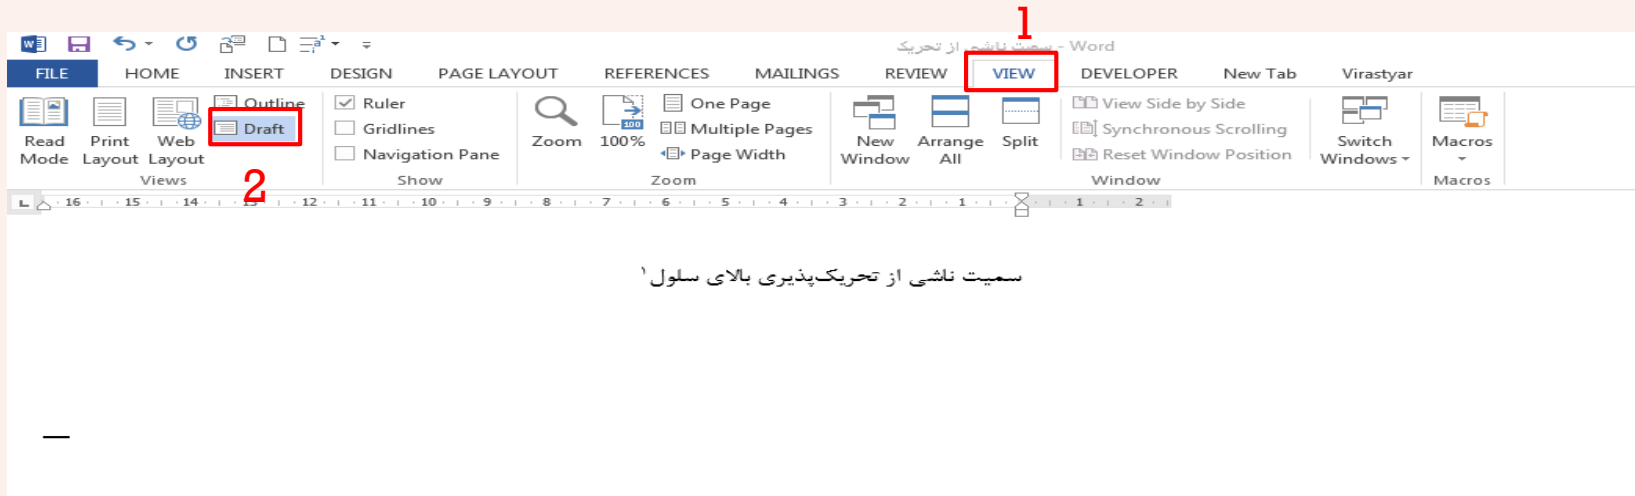 1
سمیت ناشی از تحریک - Word
FILE HOME INSERT DESIGN PAGE LAYOUT REFERENCES MAILINGS REVIEW VIEW DEVELOPER New Tab Virastyar
Outline Ruler One Page View Side by Side
Draft Gridlines Multiple Pages Synchronous Scrolling
Read Mode Print Layout Web Layout Navigation Pane Zoom 100% Page Width New Window Arrange All Split Reset Window Position Switch Windows Macros
Views Show Zoom Window Macros
2
16 15 14 13 12 11 10 9 8 7 6 5 4 3 2 1 1 2
سمیت ناشی از تحریک‌پذیری بالای سلول۱